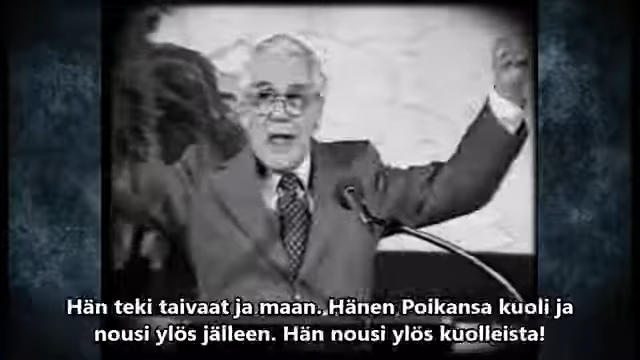 Hän teki taivaat ja maan. Hänen Poikansa kuoli ja
nousi ylös jälleen. Hän nousi ylös kuolleista!